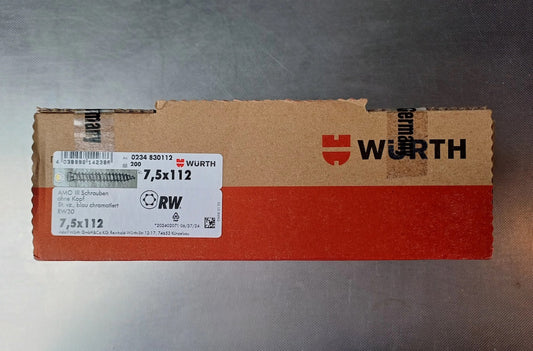 WÜRTH
Germany
Germany
0234 830112
200
WÜRTH
7,5x112
AMO IR Schrauben
ohne Kopf
St. vz., blau chromatiert
RW30
RW
7,5x112